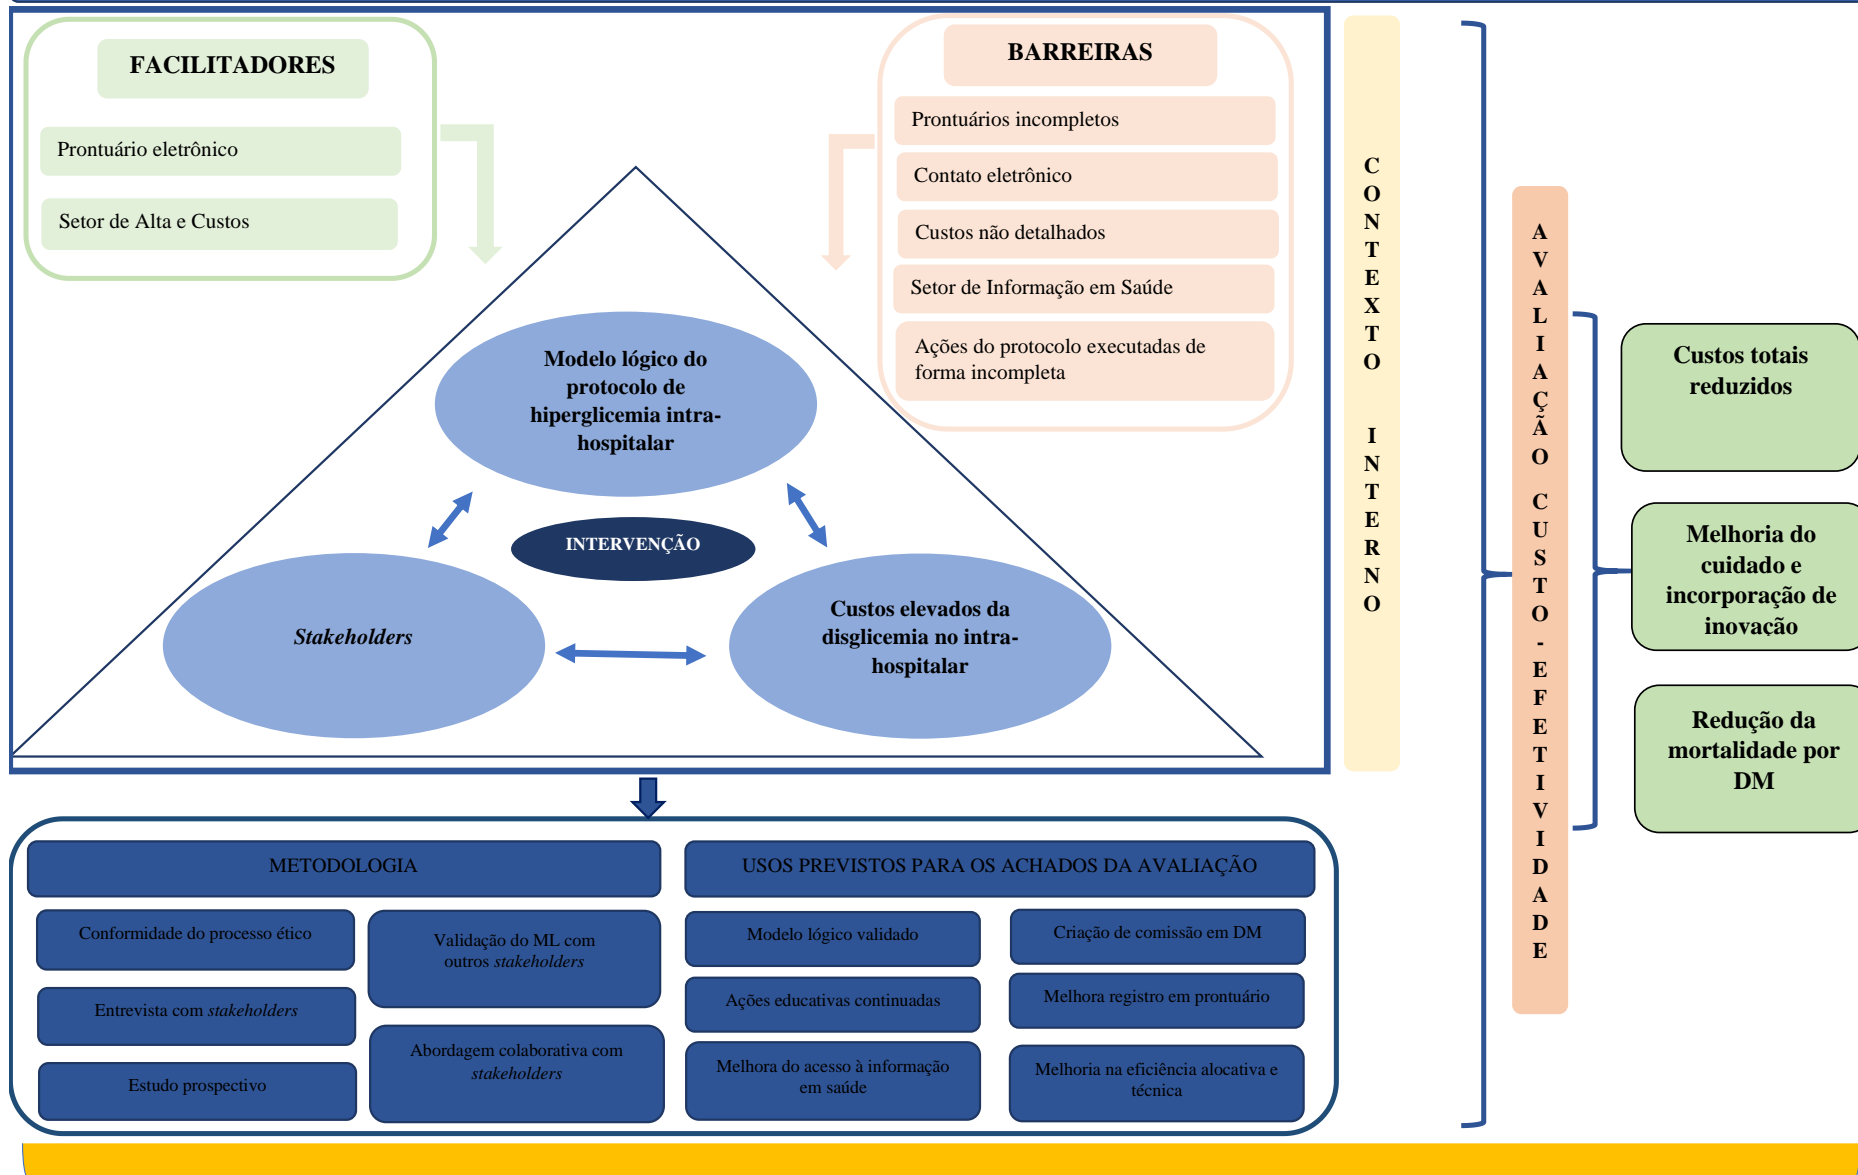 FACILITADORES
Prontuário eletrônico
Setor de Alta e Custos
BARREIRAS
Prontuários incompletos
Contato eletrônico
Custos não detalhados
Setor de Informação em Saúde
Ações do protocolo executadas de
forma incompleta
Modelo lógico do
protocolo de
hiperglicemia intra-
hospitalar
INTERVENÇÃO
Stakeholders
Custos elevados da
disglicemia no intra-
hospitalar
CONTEXTO INTERNO
AVALIAÇÃO CUSTO-EFETIVIDADE
Custos totais
reduzidos
Melhoria do
cuidado e
incorporação de
inovação
Redução da
mortalidade por
DM
METODOLOGIA
Conformidade do processo ético
Entrevista com stakeholders
Estudo prospectivo
Validação do ML com
outros stakeholders
Abordagem colaborativa com
stakeholders
USOS PREVISTOS PARA OS ACHADOS DA AVALIAÇÃO
Modelo lógico validado
Ações educativas continuadas
Melhora do acesso à informação
em saúde
Criação de comissão em DM
Melhora registro em prontuário
Melhoria na eficiência alocativa e
técnica